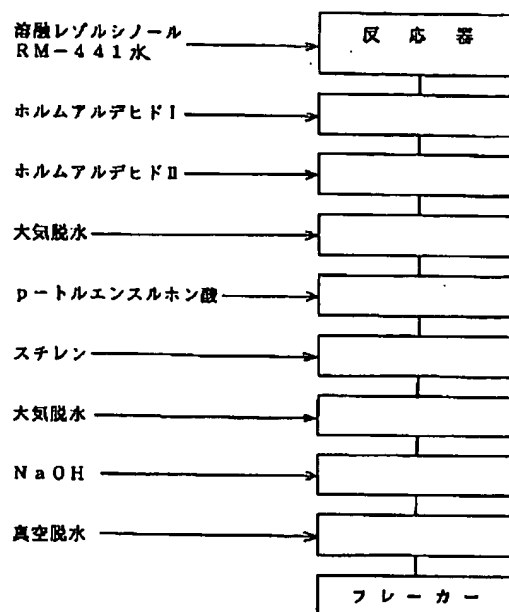 溶融レゾルシノール
RM-441水
反応器
ホルムアルデヒドI
ホルムアルデヒドII
大気脱水
p-トルエンスルホン酸
スチレン
大気脱水
NaOH
真空脱水
フレーカー